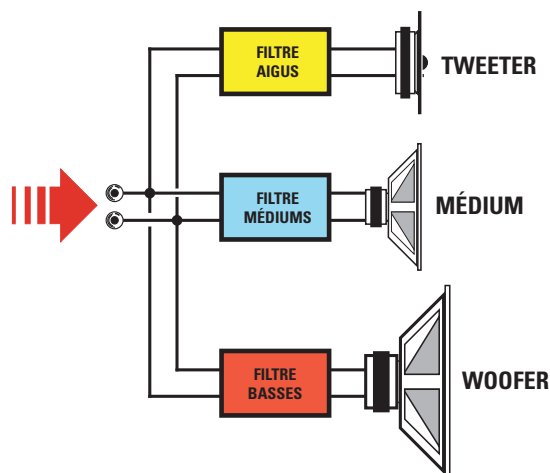 FILTRE
AIGUS
TWEETER
FILTRE
MÉDIUMS
MÉDIUM
FILTRE
BASSES
WOOFER